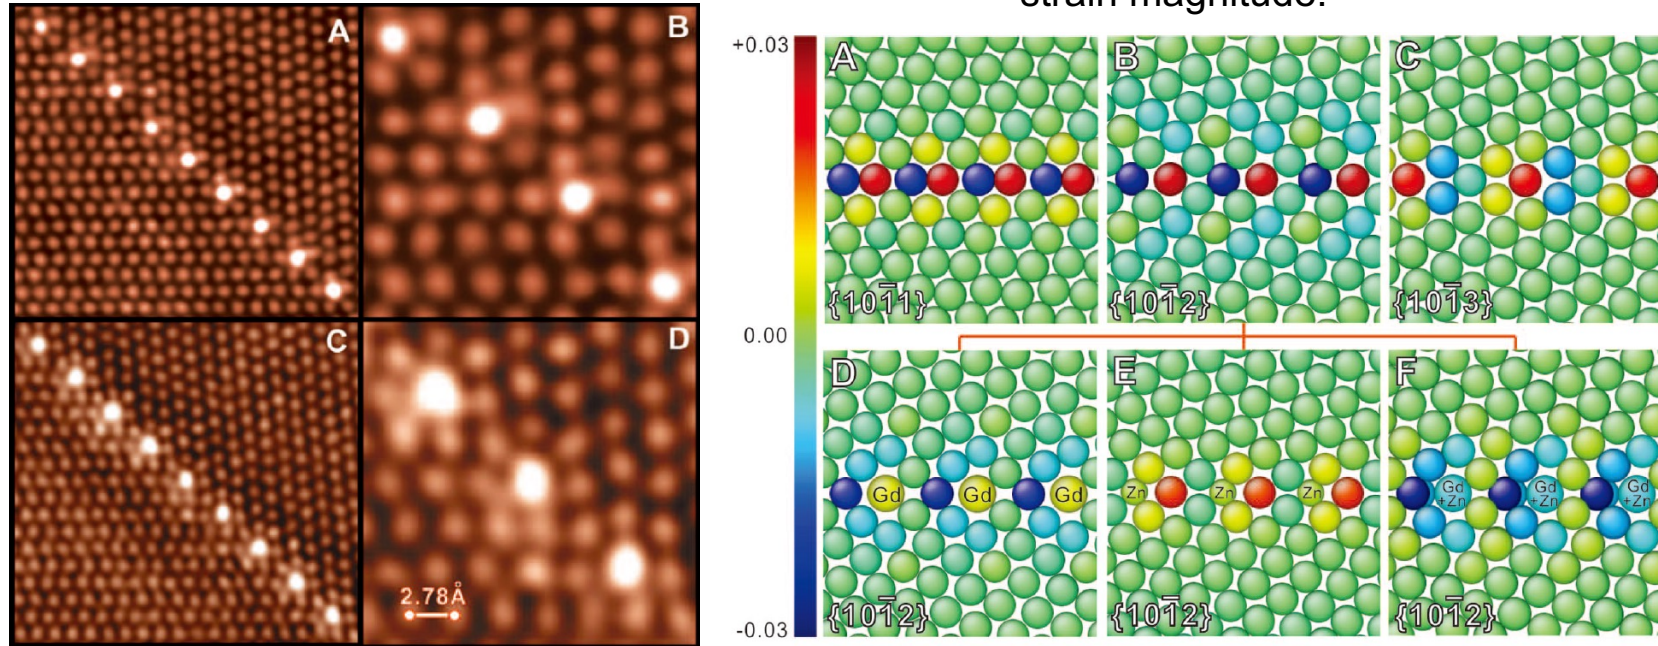 strain magnitude.
A
B
C
D
2.78Å
+0.03
0.00
-0.03
A
{101̄1}
B
{101̄2}
C
{101̄3}
D
Gd Gd Gd
{101̄2}
E
Zn Zn Zn
{101̄2}
F
Gd +Zn Gd +Zn Gd +Zn
{101̄2}